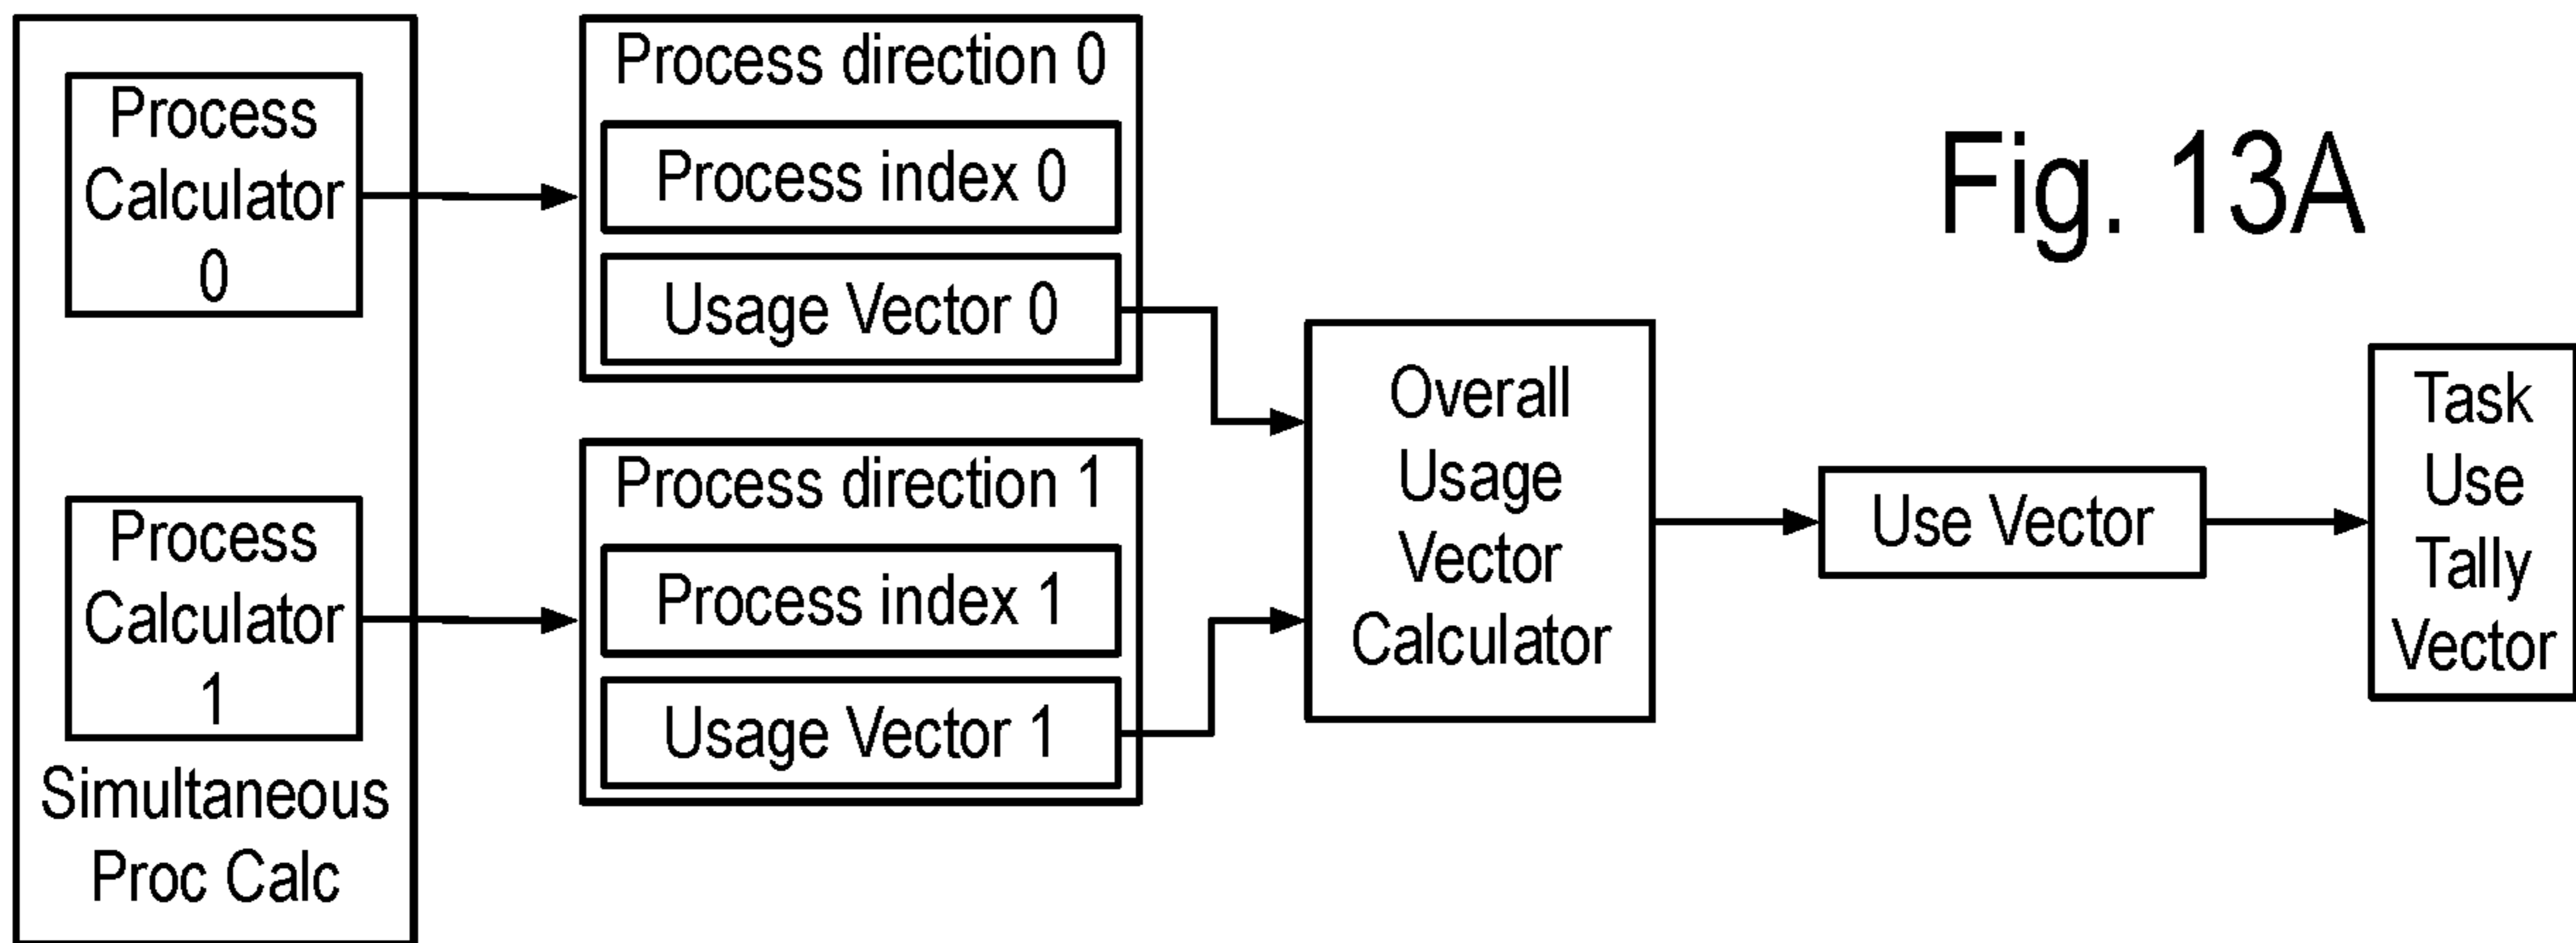 Process
Calculator
0
Process
Calculator
1
Simultaneous
Proc Calc
Process direction 0
Process index 0
Usage Vector 0
Process direction 1
Process index 1
Usage Vector 1
Overall
Usage
Vector
Calculator
Use Vector
Task
Use
Tally
Vector
Fig. 13A